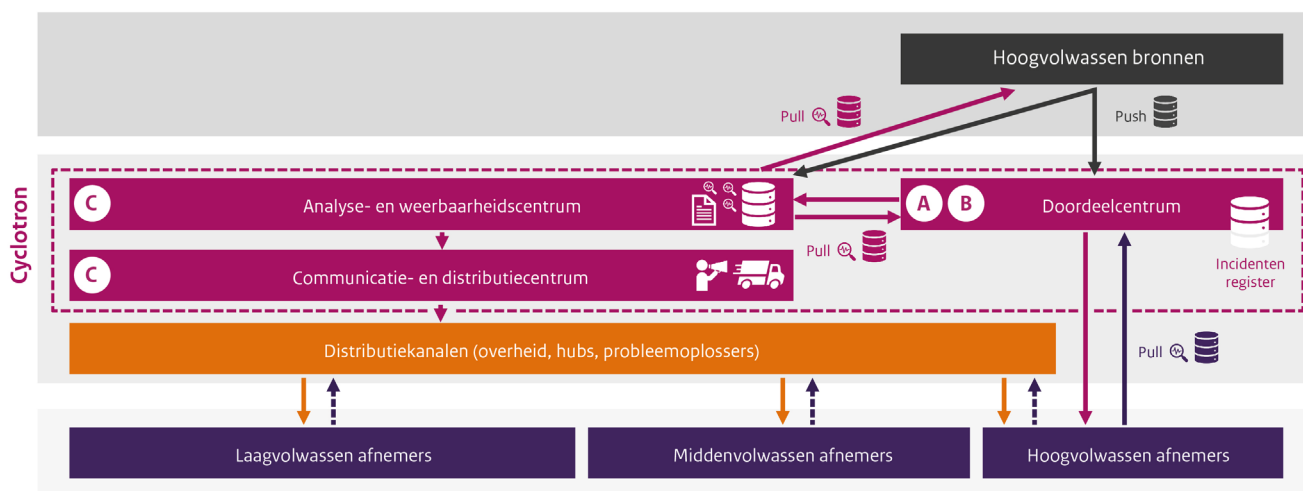 Hoogvolwassen bronnen
Pull
Push
Cyclotron
C
Analyse- en weerbaarheidscentrum
A
B
Doordeelcentrum
Pull
Incidenten
register
C
Communicatie- en distributiecentrum
Distributiekanalen (overheid, hubs, probleemoplossers)
Pull
Laagvolwassen afnemers
Middenvolwassen afnemers
Hoogvolwassen afnemers